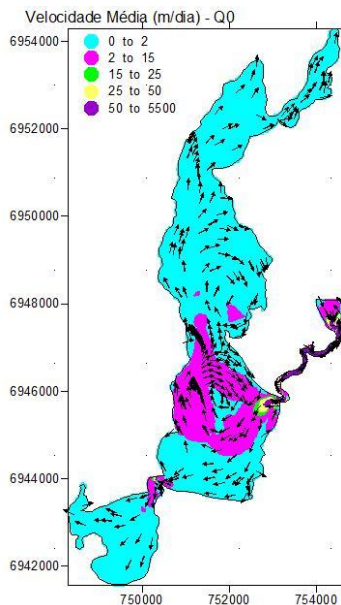 Velocidade Média (m/dia) - Q0
6954000
0 to 2
2 to 15
15 to 25
25 to 50
50 to 5500
6952000
6950000
6948000
6946000
6944000
6942000
750000 752000 754000